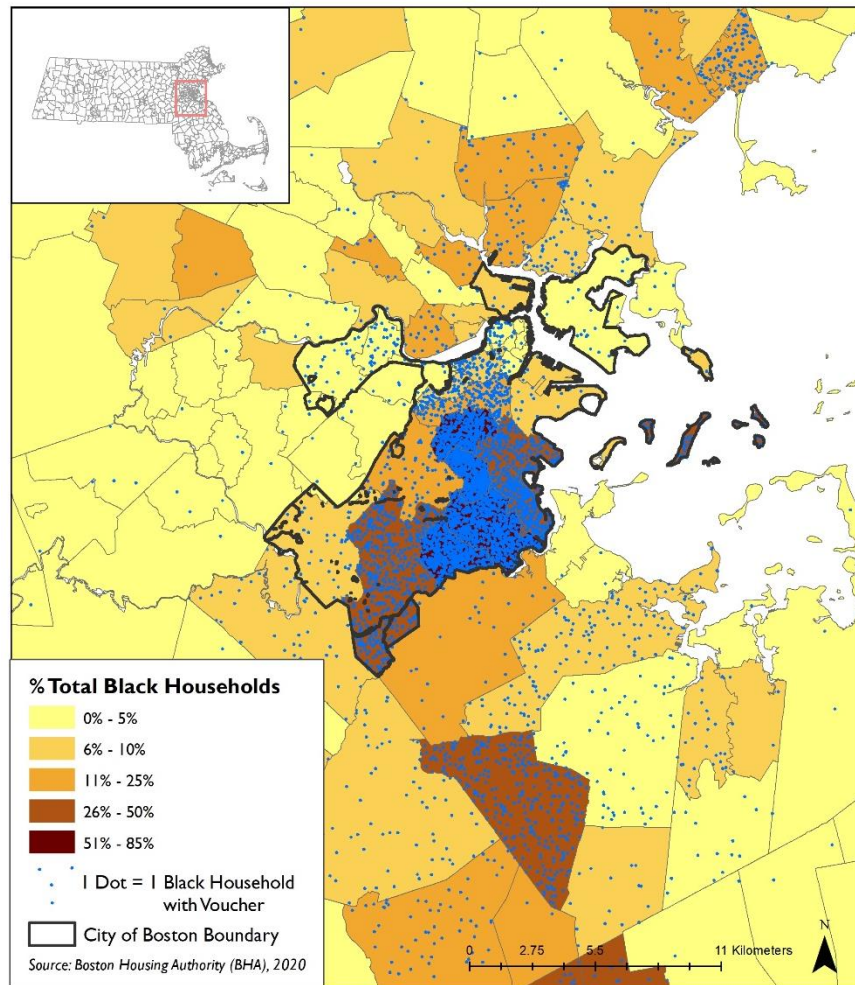 % Total Black Households
0% - 5%
6% - 10%
11% - 25%
26% - 50%
51% - 85%
1 Dot = 1 Black Household
with Voucher
City of Boston Boundary
Source: Boston Housing Authority (BHA), 2020
0 2.75 5.5 11 Kilometers
N